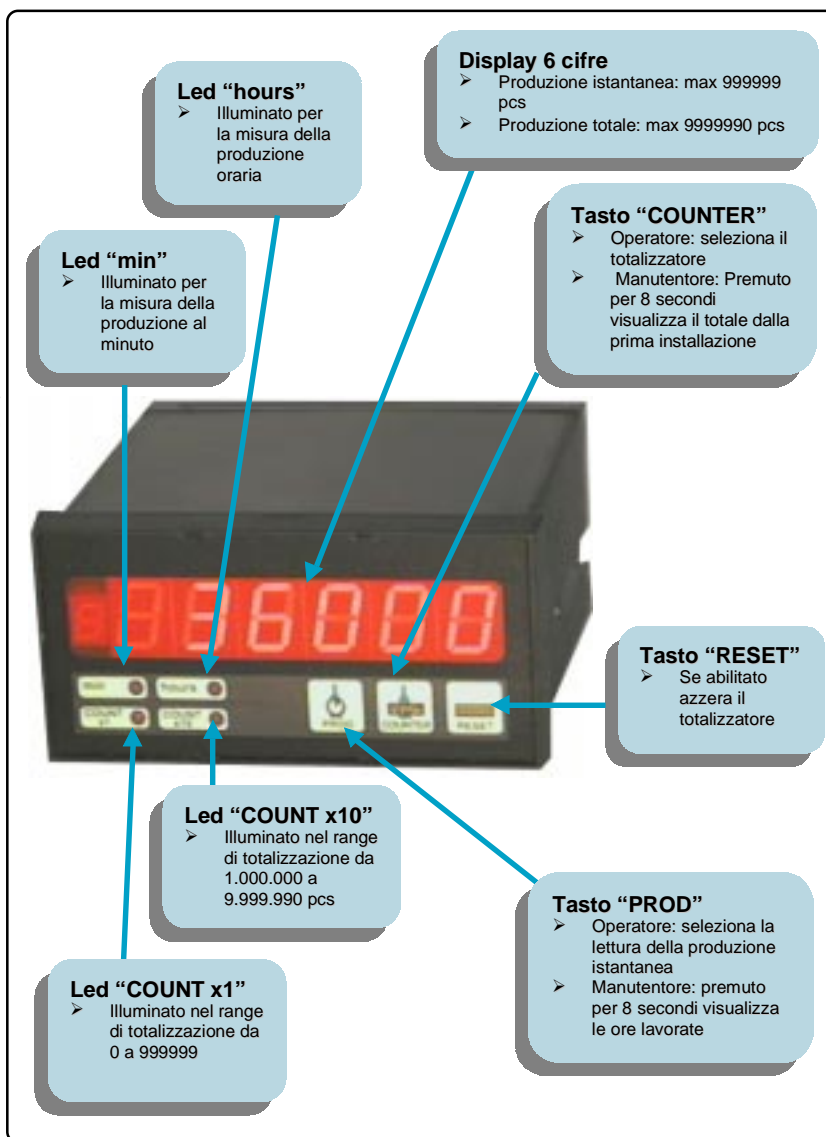 Led “hours”
➢ Illuminato per
la misura della
produzione
oraria
Display 6 cifre
➢ Produzione istantanea: max 999999
pcs
➢ Produzione totale: max 9999990 pcs
Led “min”
➢ Illuminato per
la misura della
produzione al
minuto
Tasto “COUNTER”
➢ Operatore: seleziona il
totalizzatore
➢ Manutentore: Premuto
per 8 secondi
visualizza il totale dalla
prima installazione
36000
min
hours
COUNT
x1
COUNT
x10
PROD
COUNTER
RESET
Tasto “RESET”
➢ Se abilitato
azzera il
totalizzatore
Led “COUNT x10”
➢ Illuminato nel range
di totalizzazione da
1.000.000 a
9.999.990 pcs
Tasto “PROD”
➢ Operatore: seleziona la
lettura della produzione
istantanea
➢ Manutentore: premuto
per 8 secondi visualizza
le ore lavorate
Led “COUNT x1”
➢ Illuminato nel range
di totalizzazione da
0 a 999999